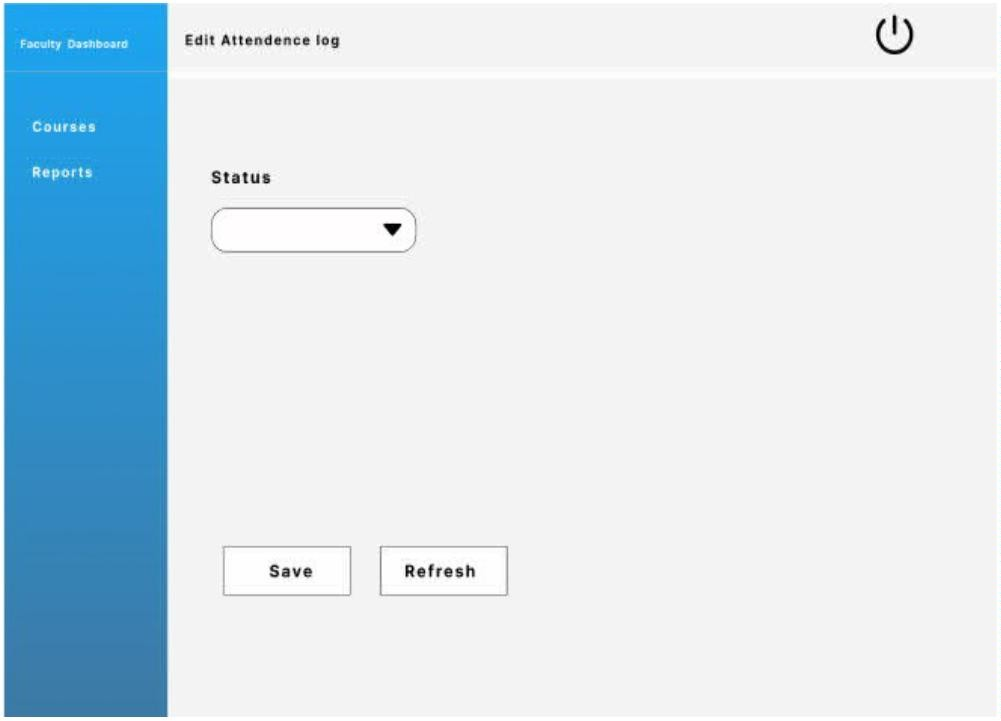 Faculty Dashboard
Edit Attendence log
Courses
Reports
Status
Save
Refresh